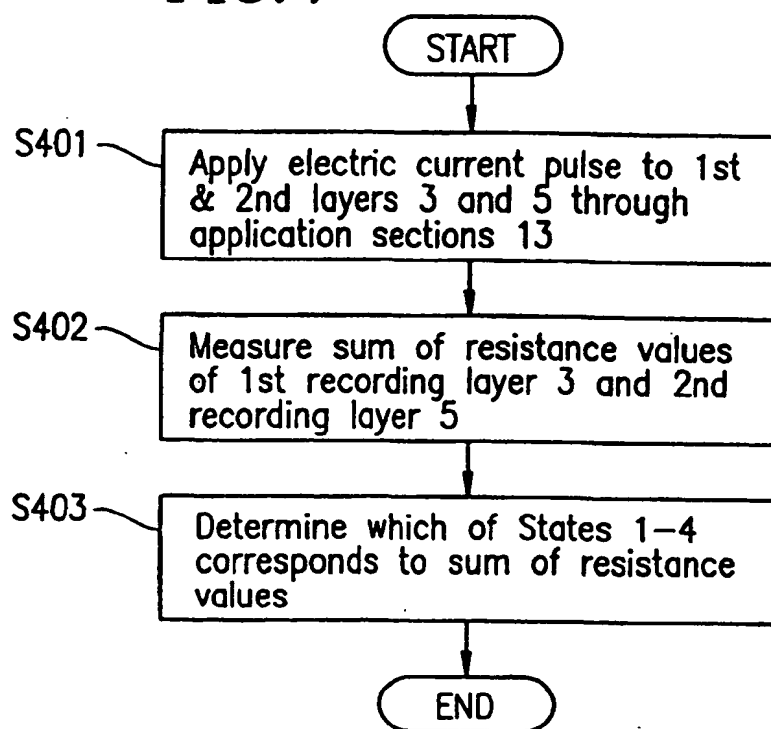 START
S401
Apply electric current pulse to 1st
& 2nd layers 3 and 5 through
application sections 13
S402
Measure sum of resistance values
of 1st recording layer 3 and 2nd
recording layer 5
S403
Determine which of States 1-4
corresponds to sum of resistance
values
END